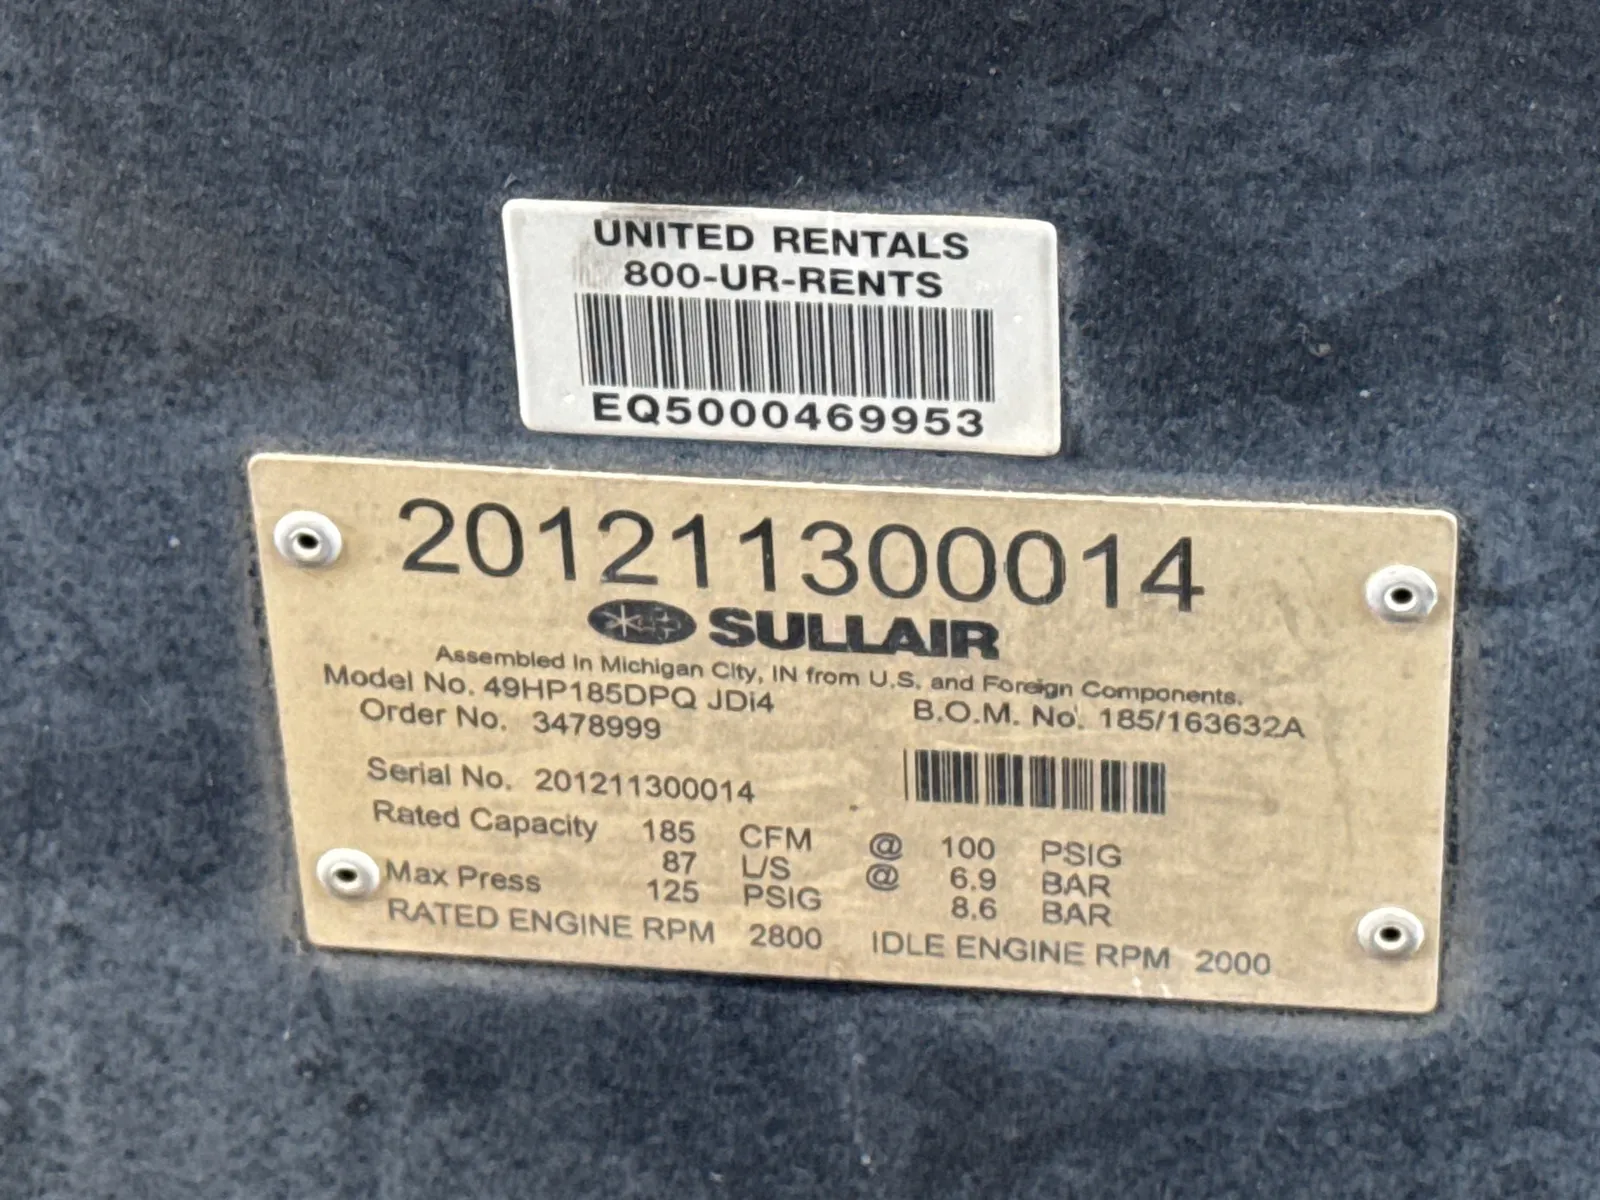 UNITED RENTALS
800-UR-RENTS
EQ5000469953
201211300014
SULLAIR
Assembled In Michigan City, IN from U.S. and Foreign Components.
Model No. 49HP185DPQ JDi4
B.O.M. No. 185/163632A
Order No. 3478999
Serial No. 201211300014
Rated Capacity 185 CFM @ 100 PSIG
87 L/S @ 6.9 BAR
Max Press 125 PSIG 8.6 BAR
RATED ENGINE RPM 2800 IDLE ENGINE RPM 2000